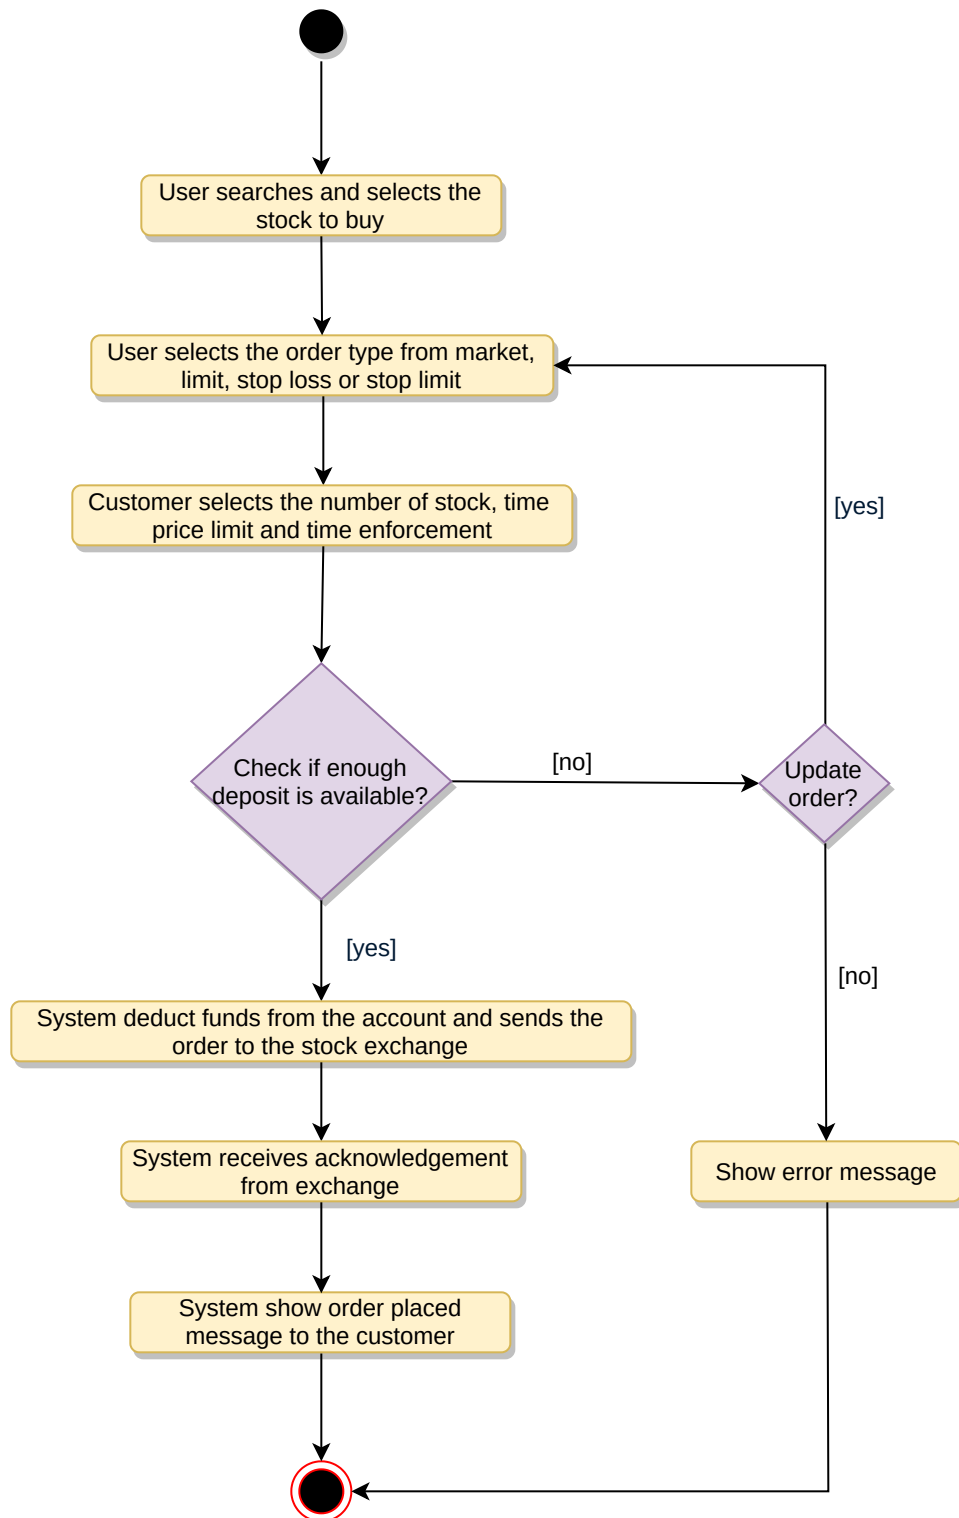 User searches and selects the
stock to buy
User selects the order type from market,
limit, stop loss or stop limit
Customer selects the number of stock, time
price limit and time enforcement
[yes]
Check if enough
deposit is available?
[no]
Update
order?
[yes]
[no]
System deduct funds from the account and sends the
order to the stock exchange
System receives acknowledgement
from exchange
Show error message
System show order placed
message to the customer